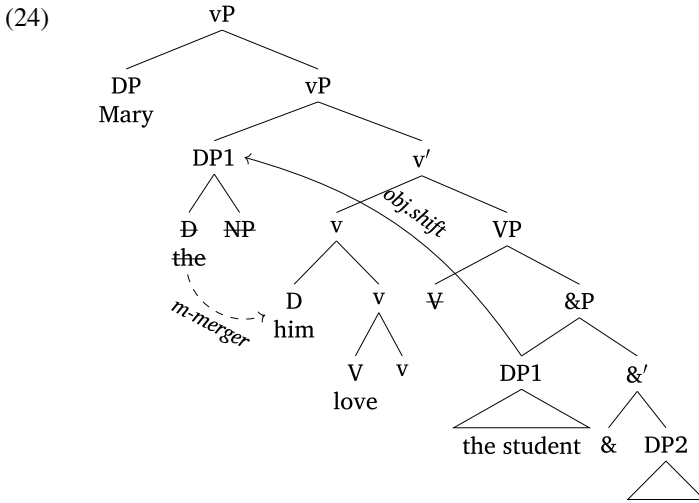 (24)
vP
DP vP
Mary
DP1 v′
D NP obj.shift v VP
the
m-merger D v V &P
him
V v DP1 &′
love
the student & DP2